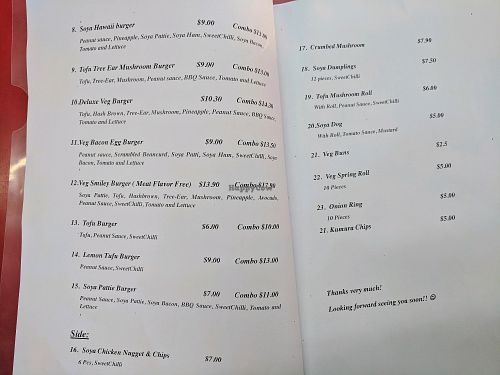 8. Soya Hawaii burger $9.00 Combo $13.00
Peanut sauce, Pineapple, Soya Pattie, Soya Ham, SweetChilli, Soya Bacon,
Tomato and Lettuce
9. Tofu Tree Ear Mushroom Burger $9.00 Combo $13.00
Tofu, Tree-Ear, Mushroom, Peanut sauce, BBQ Sauce, Tomato and Lettuce
10.Deluxe Veg Burger $10.30 Combo $14.30
Tofu, Hash Brown, Tree-Ear, Mushroom, Pineapple, Peanut Sauce, BBQ Sauce,
Tomato and Lettuce
11.Veg Bacon Egg Burger $9.00 Combo $13.50
Peanut sauce, Scrambled Beancurd, Soya Patti, Soya Ham, SweetChilli, Soya
Bacon, Tomato and Lettuce
12.Veg Smiley Burger ( Meat Flavor Free) $13.90 Combo $17.90
Soya Pattie, Tofu, Hashbrown, Tree-Ear, Mushroom, Pineapple, Avocado,
Peanut Sauce, SweetChilli, Tomato and Lettuce
13. Tofu Burger $6.00 Combo $10.00
Tofu, Peanut Sauce, SweetChilli
14. Lemon Tufu Burger $9.00 Combo $13.00
Peanut Sauce, SweetChilli
15. Soya Pattie Burger $7.00 Combo $11.00
Peanut Sauce, Soya Pattie, Soya Bacon, BBQ Sauce, SweetChilli, Tomato and
Lettuce
Side:
16. Soya Chicken Nugget & Chips $7.00
6 Pcs, SweetChilli
17. Crumbed Mushroom $7.90
18. Soya Dumplings $7.50
12 pieces, SweetChilli
19. Tofu Mushroom Roll $6.00
With Roll, Peanut Sauce, SweetChilli
20.Soya Dog $5.00
With Roll, Tomato Sauce, Mustard
21. Veg Buns $2.5
22. Veg Spring Roll $5.00
10 Pieces
23. Onion Ring $5.00
10 Pieces
21. Kumara Chips $5.00
Thanks very much!
Looking forward seeing you soon!! ☺
HappyCow